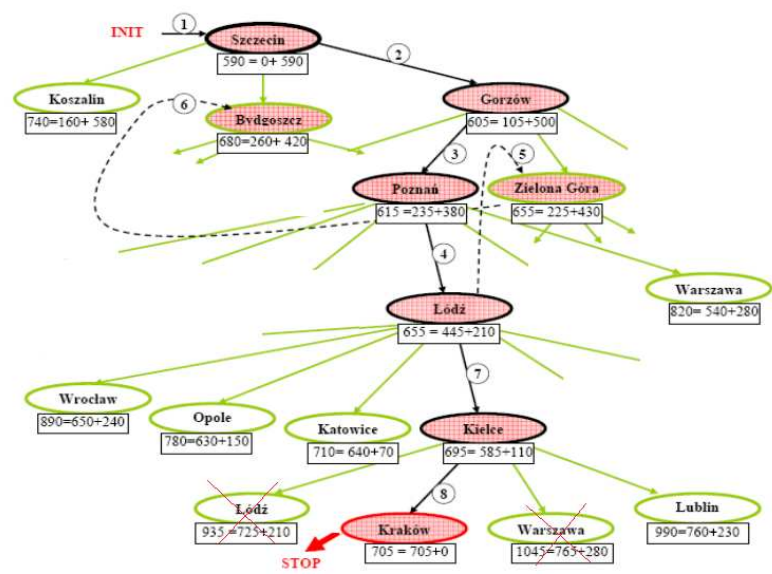 INIT
1
Szczecin
590 = 0+ 590
2
Koszalin
740=160+ 580
6
Bydgoszcz
680=260+ 420
Gorzów
605= 105+500
3
5
Poznań
615 =235+380
Zielona Góra
655= 225+430
4
Warszawa
820= 540+280
Łódź
655 = 445+210
7
Wrocław
890=650+240
Opole
780=630+150
Katowice
710= 640+70
Kielce
695= 585+110
8
Łódź
935 =725+210
Kraków
705 = 705+0
Warszawa
1045=765+280
Lublin
990=760+230
STOP